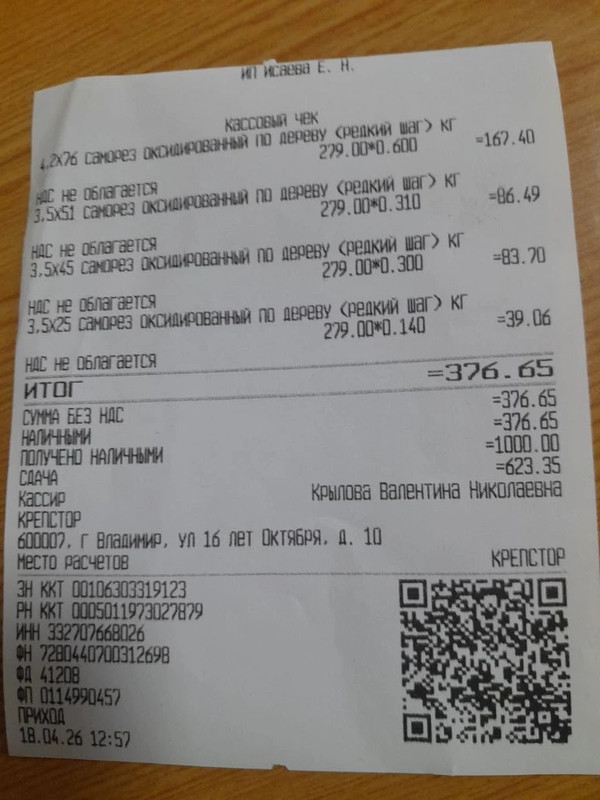 ИП Исаева Е. Н.
Кассовый чек
4,2х76 саморез оксидированный по дереву (редкий шаг) кг
279.00*0.600 =167.40
НДС не облагается
3,5х51 саморез оксидированный по дереву (редкий шаг) кг
279.00*0.310 =86.49
НДС не облагается
3,5х45 саморез оксидированный по дереву (редкий шаг) кг
279.00*0.300 =83.70
НДС не облагается
3,5х25 саморез оксидированный по дереву (редкий шаг) кг
279.00*0.140 =39.06
НДС не облагается
ИТОГ =376.65
СУММА БЕЗ НДС =376.65
НАЛИЧНЫМИ =376.65
ПОЛУЧЕНО НАЛИЧНЫМИ =1000.00
СДАЧА =623.35
Кассир Крылова Валентина Николаевна
КРЕПСТОР
600007, г Владимир, ул 16 лет Октября, д. 10
Место расчетов КРЕПСТОР
ЗН ККТ 00106303319123
РН ККТ 0005011973027879
ИНН 332707668026
ФН 7280440700312698
ФД 41208
ФП 0114990457
ПРИХОД
18.04.26 12:57